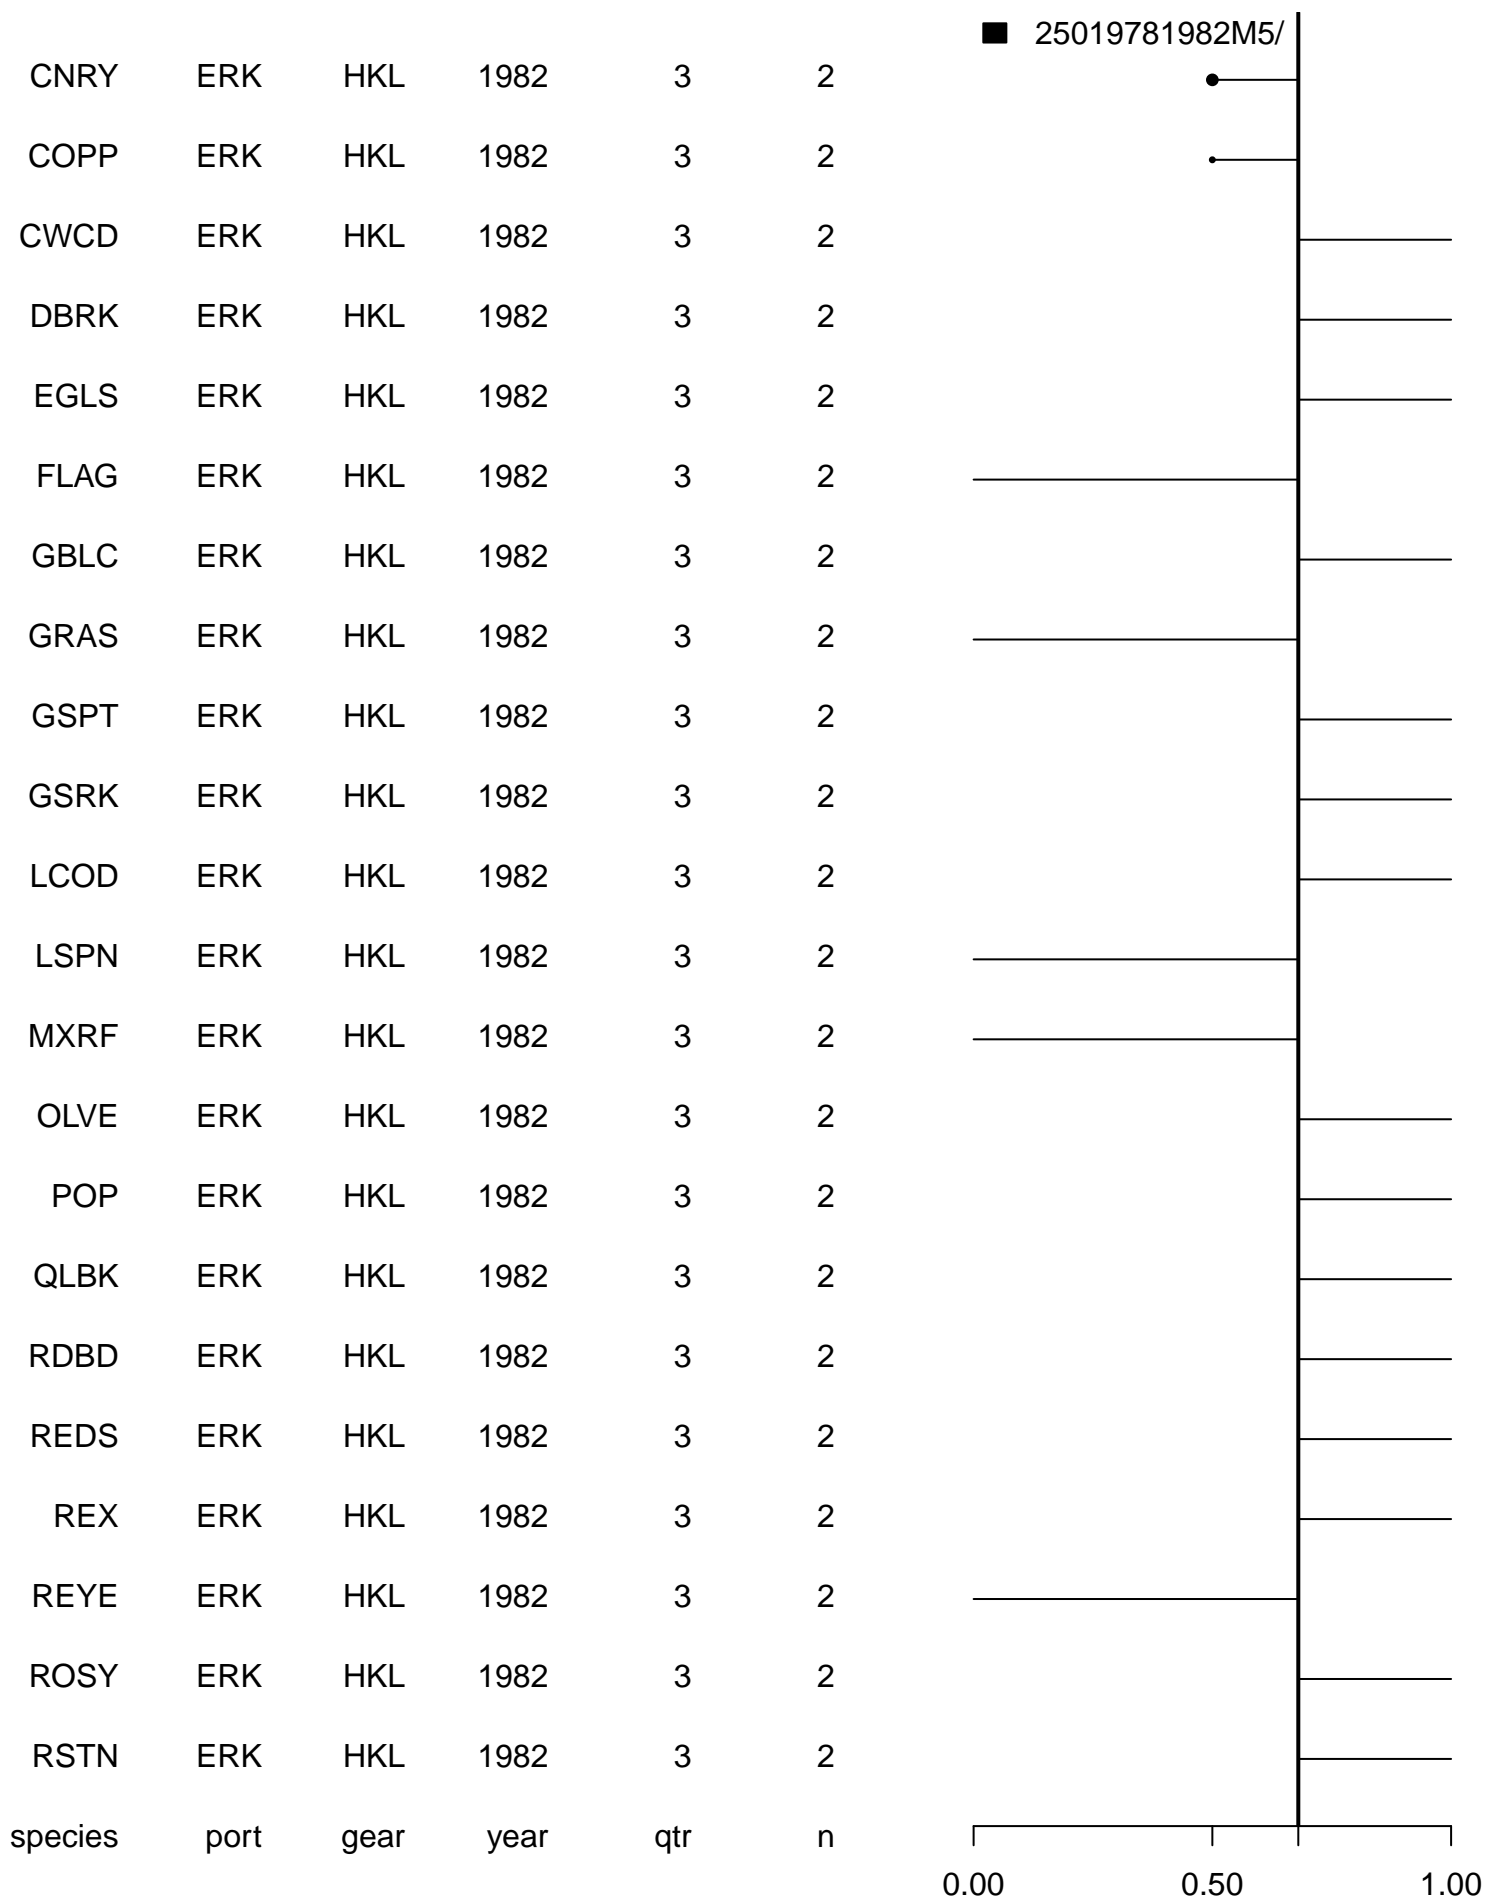 25019781982M5/
CNRY ERK HKL 1982 3 2
COPP ERK HKL 1982 3 2
CWCD ERK HKL 1982 3 2
DBRK ERK HKL 1982 3 2
EGLS ERK HKL 1982 3 2
FLAG ERK HKL 1982 3 2
GBLC ERK HKL 1982 3 2
GRAS ERK HKL 1982 3 2
GSPT ERK HKL 1982 3 2
GSRK ERK HKL 1982 3 2
LCOD ERK HKL 1982 3 2
LSPN ERK HKL 1982 3 2
MXRF ERK HKL 1982 3 2
OLVE ERK HKL 1982 3 2
POP ERK HKL 1982 3 2
QLBK ERK HKL 1982 3 2
RDBD ERK HKL 1982 3 2
REDS ERK HKL 1982 3 2
REX ERK HKL 1982 3 2
REYE ERK HKL 1982 3 2
ROSY ERK HKL 1982 3 2
RSTN ERK HKL 1982 3 2
species port gear year qtr n
0.00 0.50 1.00